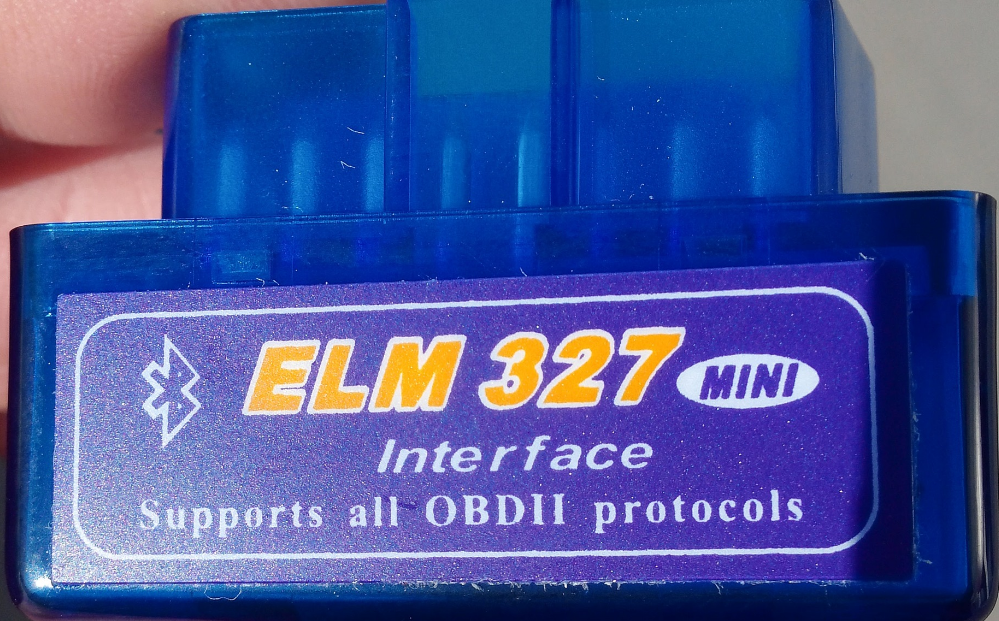 ELM 327 MINI
Interface
Supports all OBDII protocols